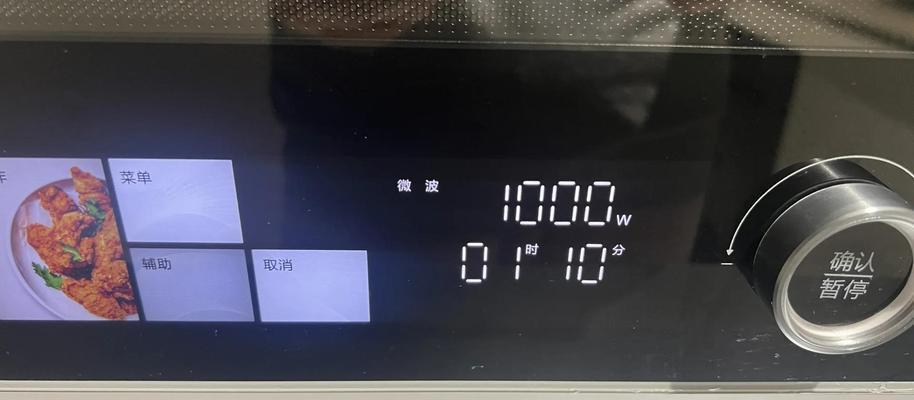 菜单
辅助
取消
微波
1000W
01时10分
确认
暂停